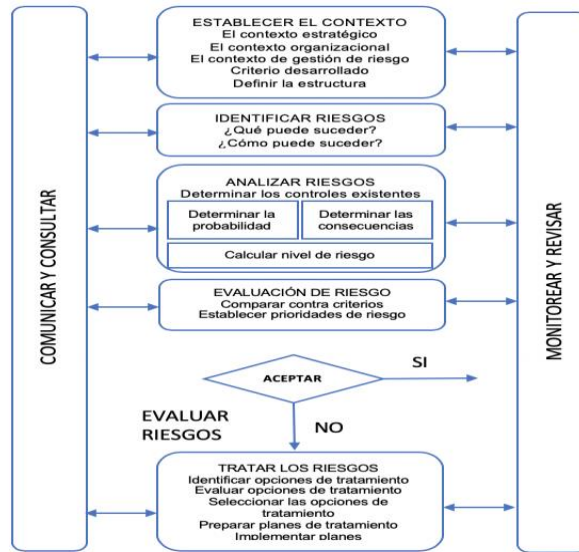 COMUNICAR Y CONSULTAR
ESTABLECER EL CONTEXTO
El contexto estratégico
El contexto organizacional
El contexto de gestión de riesgo
Criterio desarrollado
Definir la estructura
IDENTIFICAR RIESGOS
¿Qué puede suceder?
¿Cómo puede suceder?
ANALIZAR RIESGOS
Determinar los controles existentes
Determinar la
probabilidad
Determinar las
consecuencias
Calcular nivel de riesgo
EVALUACIÓN DE RIESGO
Comparar contra criterios
Establecer prioridades de riesgo
ACEPTAR
SI
EVALUAR
RIESGOS
NO
TRATAR LOS RIESGOS
Identificar opciones de tratamiento
Evaluar opciones de tratamiento
Seleccionar las opciones de
tratamiento
Preparar planes de tratamiento
Implementar planes
MONITOREAR Y REVISAR